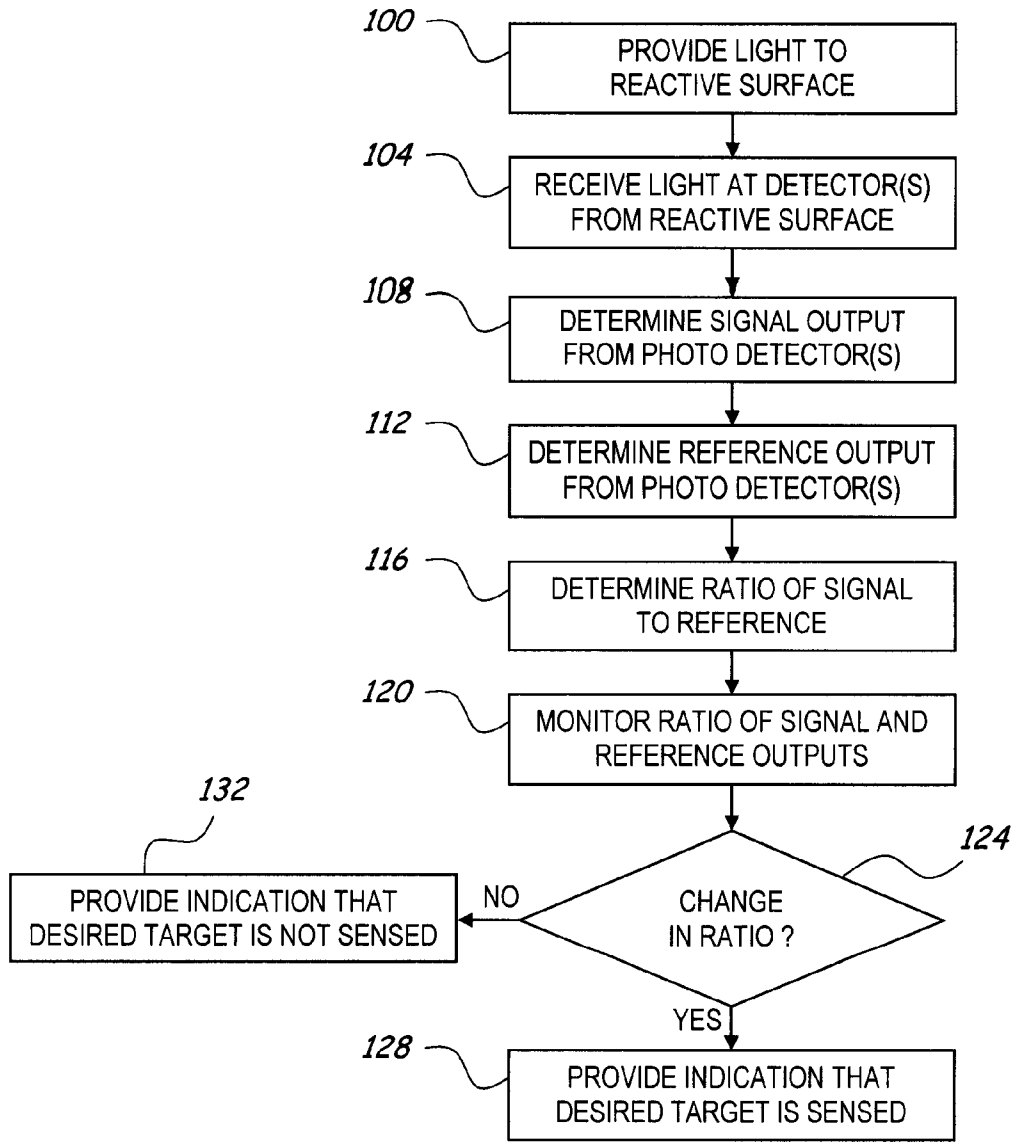 100
PROVIDE LIGHT TO
REACTIVE SURFACE
104
RECEIVE LIGHT AT DETECTOR(S)
FROM REACTIVE SURFACE
108
DETERMINE SIGNAL OUTPUT
FROM PHOTO DETECTOR(S)
112
DETERMINE REFERENCE OUTPUT
FROM PHOTO DETECTOR(S)
116
DETERMINE RATIO OF SIGNAL
TO REFERENCE
120
MONITOR RATIO OF SIGNAL AND
REFERENCE OUTPUTS
124
CHANGE
IN RATIO ?
NO
132
PROVIDE INDICATION THAT
DESIRED TARGET IS NOT SENSED
YES
128
PROVIDE INDICATION THAT
DESIRED TARGET IS SENSED